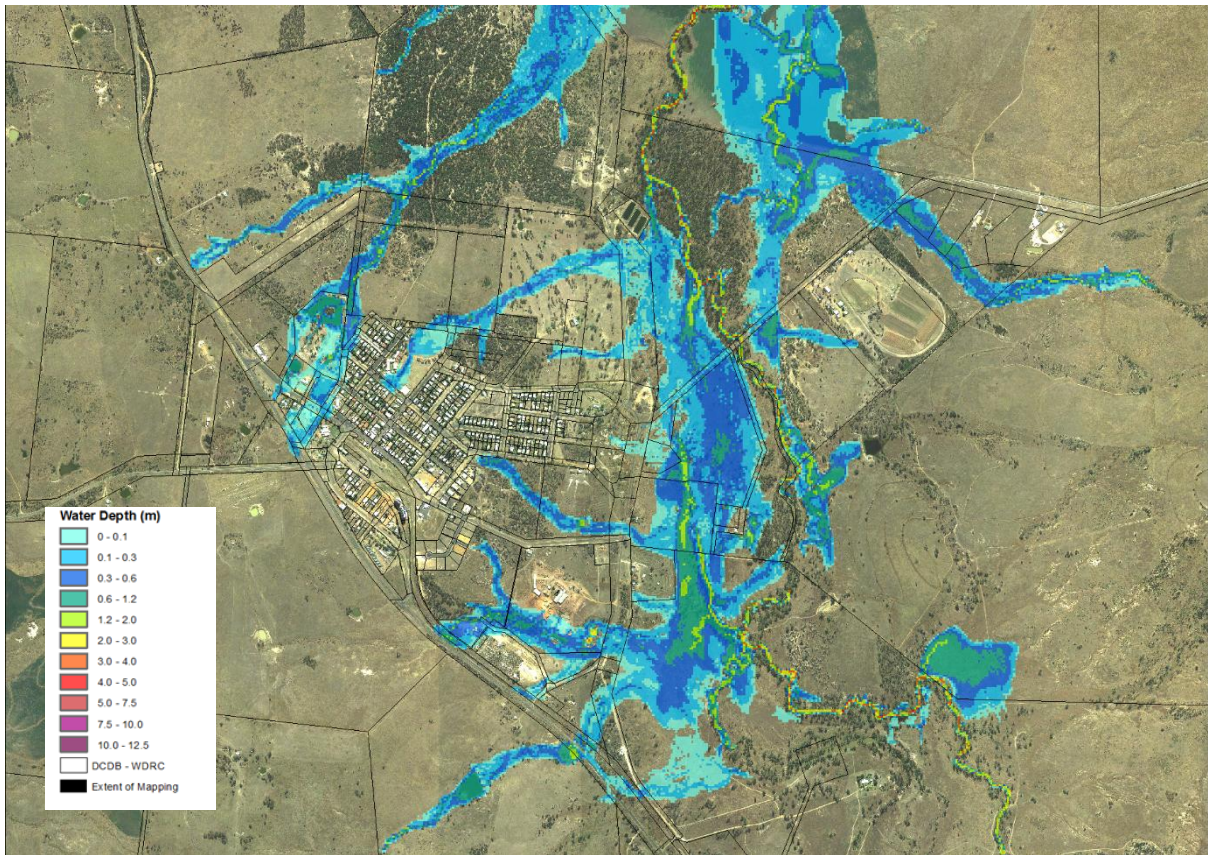 Water Depth (m)
0 - 0.1
0.1 - 0.3
0.3 - 0.6
0.6 - 1.2
1.2 - 2.0
2.0 - 3.0
3.0 - 4.0
4.0 - 5.0
5.0 - 7.5
7.5 - 10.0
10.0 - 12.5
DCDB - WDRC
Extent of Mapping